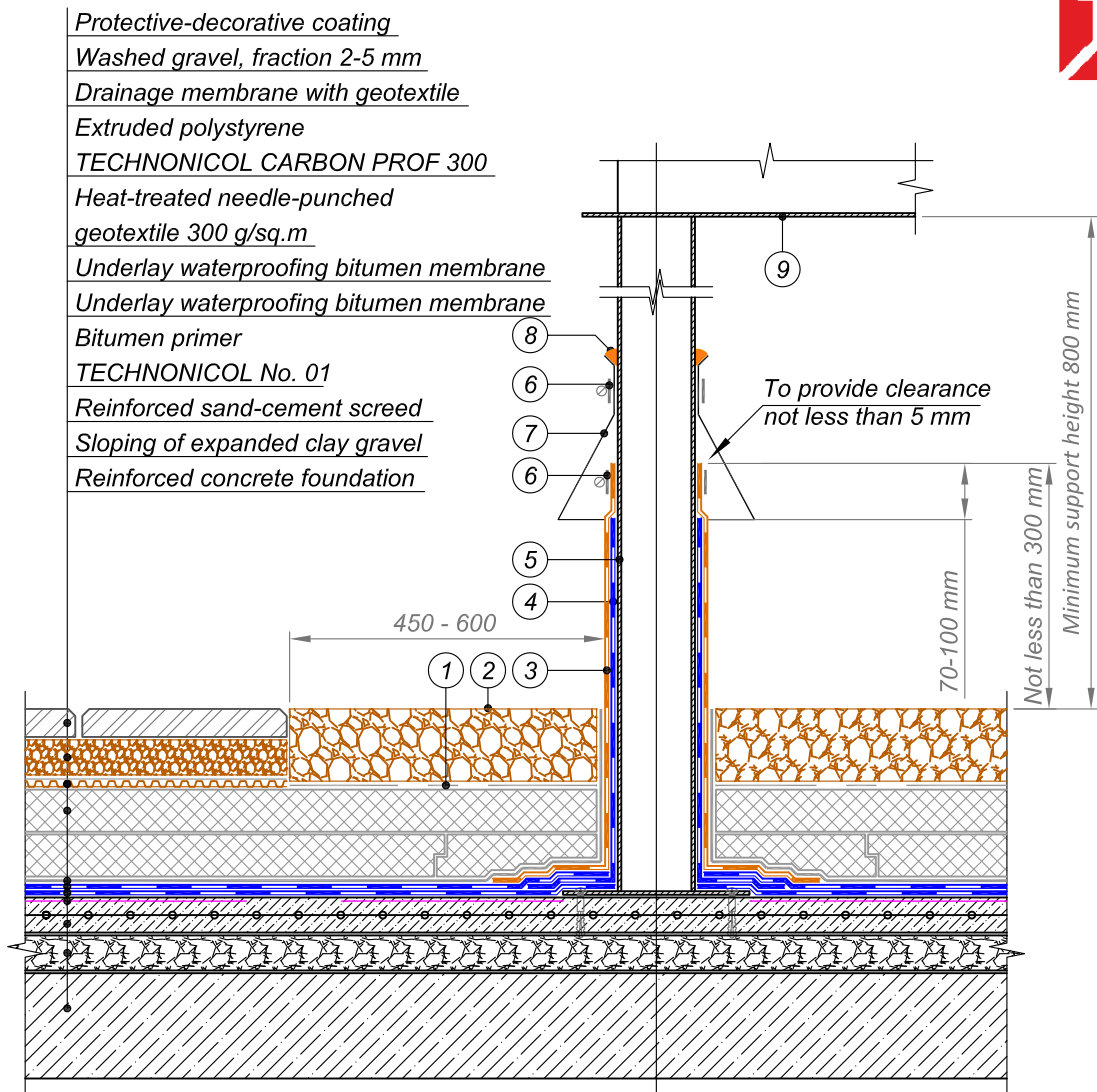 Protective-decorative coating
Washed gravel, fraction 2-5 mm
Drainage membrane with geotextile
Extruded polystyrene
TECHNONICOL CARBON PROF 300
Heat-treated needle-punched
geotextile 300 g/sq.m
Underlay waterproofing bitumen membrane
Underlay waterproofing bitumen membrane
Bitumen primer
TECHNONICOL No. 01
Reinforced sand-cement screed
Sloping of expanded clay gravel
Reinforced concrete foundation
9
8
6
7
6
5
4
1
2
3
To provide clearance
not less than 5 mm
450 - 600
70-100 mm
Not less than 300 mm
Minimum support height 800 mm